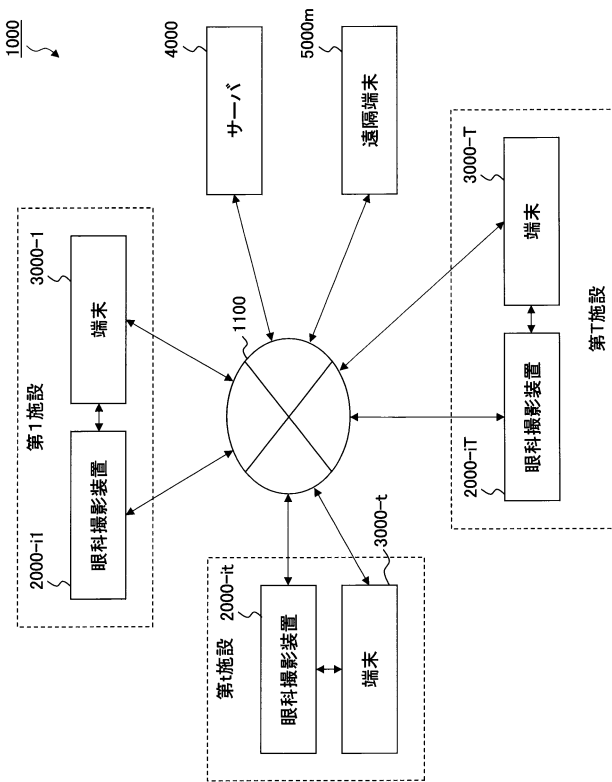 1000
第1施設
2000-i1
眼科撮影装置
3000-1
端末
4000
サーバ
5000m
遠隔端末
1100
第t施設
2000-it
眼科撮影装置
3000-t
端末
2000-iT
眼科撮影装置
3000-T
端末
第T施設